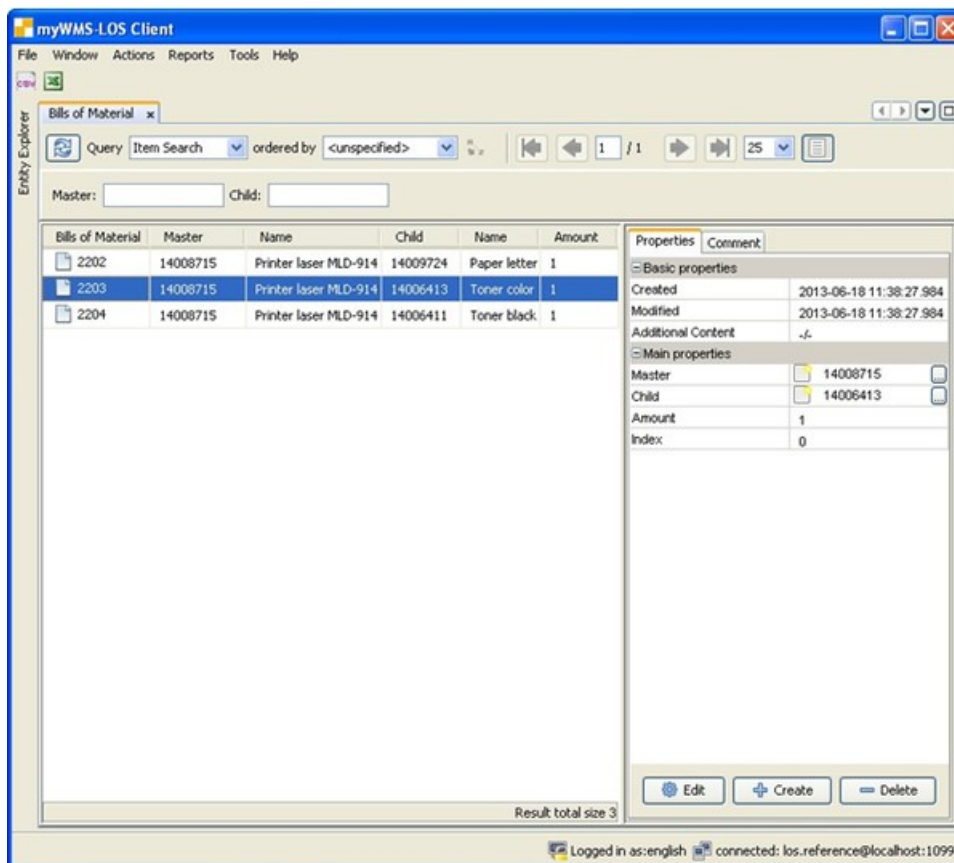 myWMS-LOS Client
File Window Actions Reports Tools Help
csv
Entity Explorer
Bills of Material x
Query Item Search ordered by <unspecified> 1 / 1 25
Master: Child:
Bills of Material Master Name Child Name Amount
2202 14008715 Printer laser MLD-914 14009724 Paper letter 1
2203 14008715 Printer laser MLD-914 14006413 Toner color 1
2204 14008715 Printer laser MLD-914 14006411 Toner black 1
Result total size 3
Properties Comment
Basic properties
Created 2013-06-18 11:38:27.984
Modified 2013-06-18 11:38:27.984
Additional Content -/-
Main properties
Master 14008715 ...
Child 14006413 ...
Amount 1
Index 0
Edit Create Delete
Logged in as:english connected: los.reference@localhost:1099